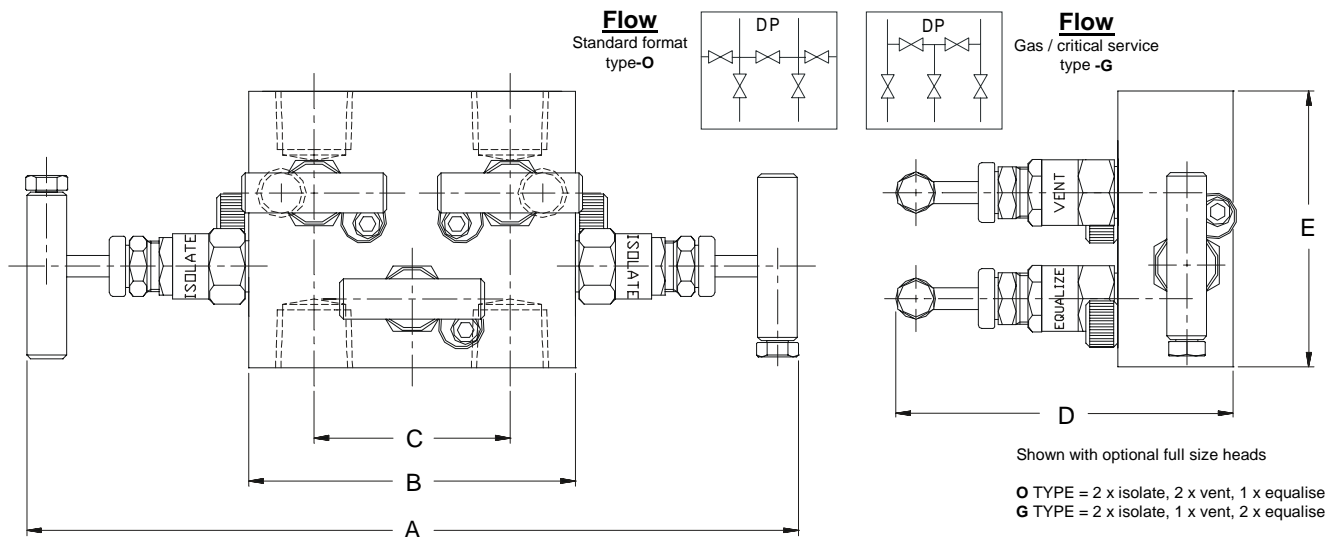 Flow
Standard format
type-O
DP
DP
Flow
Gas / critical service
type -G
ISOLATE
ISOLATE
VENT
EQUALIZE
E
D
C
B
A
Shown with optional full size heads
O TYPE = 2 x isolate, 2 x vent, 1 x equalise
G TYPE = 2 x isolate, 1 x vent, 2 x equalise